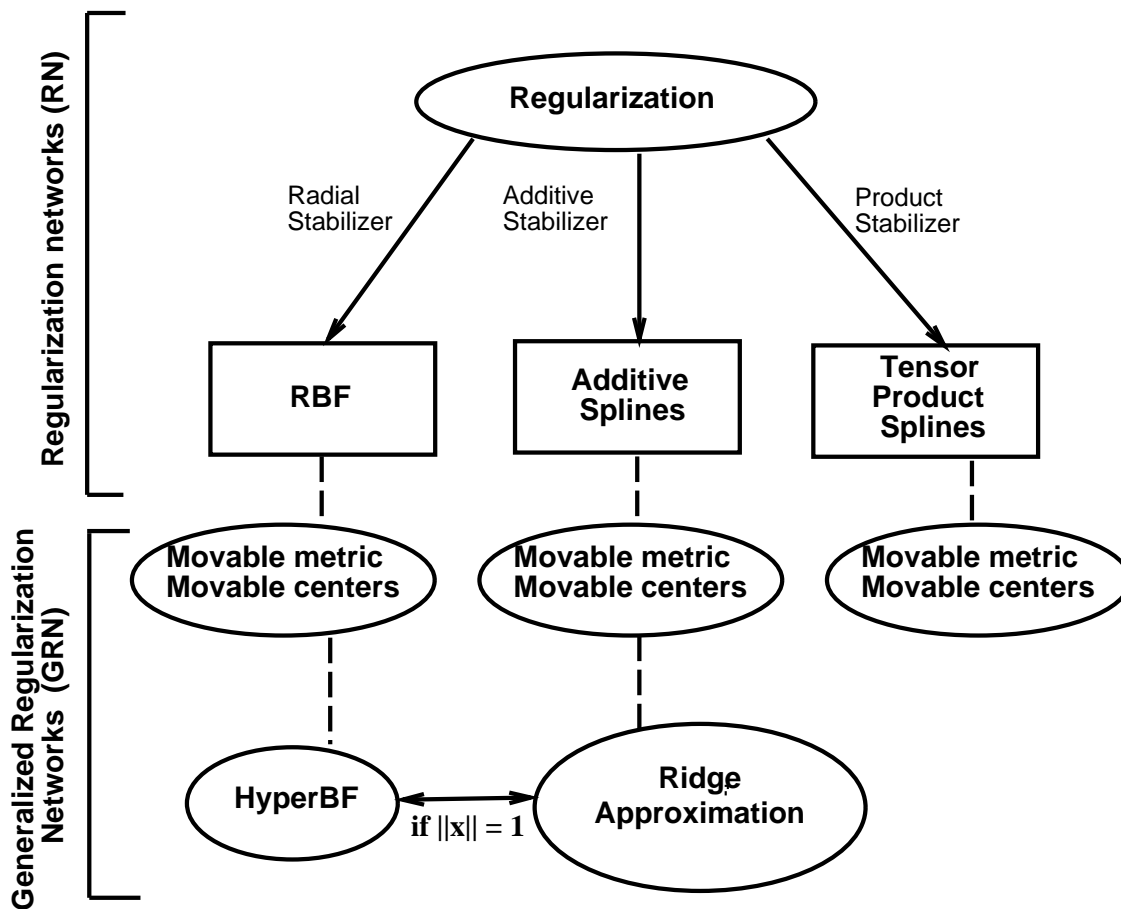 Regularization networks (RN)
Regularization
Radial
Stabilizer
Additive
Stabilizer
Product
Stabilizer
RBF
Additive
Splines
Tensor
Product
Splines
Generalized Regularization
Networks (GRN)
Movable metric
Movable centers
Movable metric
Movable centers
Movable metric
Movable centers
HyperBF
if ||x|| = 1
Ridge
Approximation